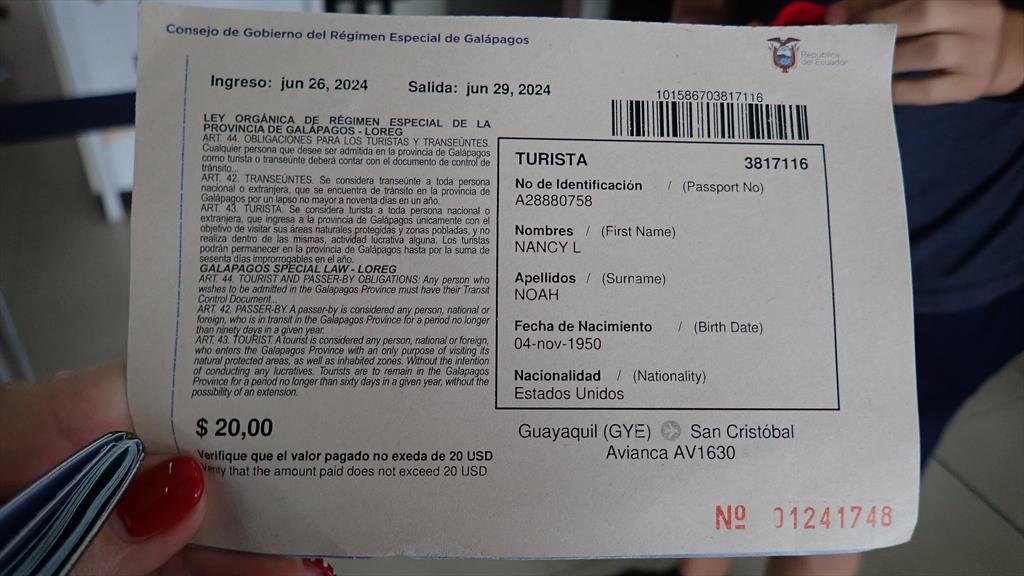 Consejo de Gobierno del Régimen Especial de Galápagos
República
del Ecuador
Ingreso: jun 26, 2024 Salida: jun 29, 2024
101586703817116
LEY ORGÁNICA DE RÉGIMEN ESPECIAL DE LA
PROVINCIA DE GALÁPAGOS - LOREG
ART. 44. OBLIGACIONES PARA LOS TURISTAS Y TRANSEÚNTES.
Cualquier persona que desee ser admitida en la provincia de Galápagos
como turista o transeúnte deberá contar con el documento de control de
tránsito...
ART. 42. TRANSEÚNTES. Se considera transeúnte a toda persona
nacional o extranjera, que se encuentra de tránsito en la provincia de
Galápagos por un lapso no mayor a noventa días en un año.
ART. 43. TURISTA. Se considera turista a toda persona nacional o
extranjera, que ingresa a la provincia de Galápagos únicamente con el
objetivo de visitar sus áreas naturales protegidas y zonas pobladas, y no
realiza dentro de las mismas, actividad lucrativa alguna. Los turistas
podrán permanecer en la provincia de Galápagos hasta por la suma de
sesenta días improrrogables en el año.
GALAPAGOS SPECIAL LAW - LOREG
ART. 44. TOURIST AND PASSER-BY OBLIGATIONS: Any person who
wishes to be admitted in the Galapagos Province must have their Transit
Control Document...
ART. 42. PASSER-BY. A passer-by is considered any person, national or
foreign, who is in transit in the Galapagos Province for a period no longer
than ninety days in a given year.
ART. 43. TOURIST. A tourist is considered any person, national or foreign,
who enters the Galapagos Province with an only purpose of visiting its
natural protected areas, as well as inhabited zones. Without the intention
of conducting any lucratives. Tourists are to remain in the Galapagos
Province for a period no longer than sixty days in a given year, without the
possibility of an extension.
$ 20,00
Verifique que el valor pagado no exeda de 20 USD
Verify that the amount paid does not exceed 20 USD
TURISTA 3817116
No de Identificación / (Passport No)
A28880758
Nombres / (First Name)
NANCY L
Apellidos / (Surname)
NOAH
Fecha de Nacimiento / (Birth Date)
04-nov-1950
Nacionalidad / (Nationality)
Estados Unidos
Guayaquil (GYE) San Cristóbal
Avianca AV1630
Nº 01241748